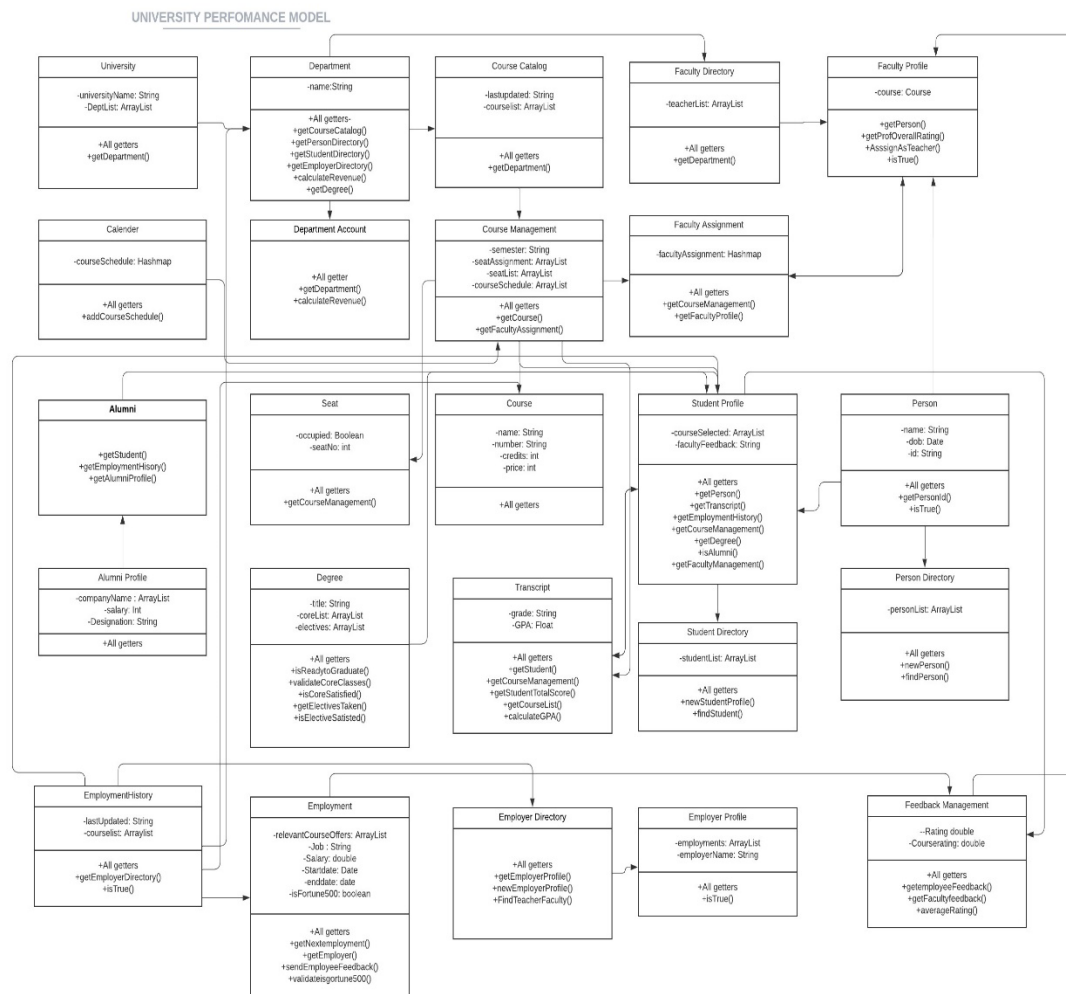 UNIVERSITY PERFOMANCE MODEL
University
-universityName: String
-DeptList: ArrayList
+All getters
+getDepartment()
Department
-name:String
+All getters-
+getCourseCatalog()
+getPersonDirectory()
+getStudentDirectory()
+getEmployerDirectory()
+calculateRevenue()
+getDegree()
Course Catalog
-lastupdated: String
-courselist: ArrayList
+All getters
+getDepartment()
Faculty Directory
-teacherList: ArrayList
+All getters
+getDepartment()
Faculty Profile
-course: Course
+getPerson()
+getProfOverallRating()
+AsssignAsTeacher()
+isTrue()
Calender
-courseSchedule: Hashmap
+All getters
+addCourseSchedule()
Department Account
+All getter
+getDepartment()
+calculateRevenue()
Course Management
-semester: String
-seatAssignment: ArrayList
-seatList: ArrayList
-courseSchedule: ArrayList
+All getters
+getCourse()
+getFacultyAssignment()
Faculty Assignment
-facultyAssignment: Hashmap
+All getters
+getCourseManagement()
+getFacultyProfile()
Alumni
+getStudent()
+getEmploymentHisory()
+getAlumniProfile()
Seat
-occupied: Boolean
-seatNo: int
+All getters
+getCourseManagement()
Course
-name: String
-number: String
-credits: int
-price: int
+All getters
Student Profile
-courseSelected: ArrayList
-facultyFeedback: String
+All getters
+getPerson()
+getTranscript()
+getEmploymentHistory()
+getCourseManagement()
+getDegree()
+isAlumni()
+getFacultyManagement()
Person
-name: String
-dob: Date
-id: String
+All getters
+getPersonId()
+isTrue()
Alumni Profile
-companyName : ArrayList
-salary: Int
-Designation: String
+All getters
Degree
-title: String
-coreList: ArrayList
-electives: ArrayList
+All getters
+isReadytoGraduate()
+validateCoreClasses()
+isCoreSatisfied()
+getElectivesTaken()
+isElectiveSatisted()
Transcript
-grade: String
-GPA: Float
+All getters
+getStudent()
+getCourseManagement()
+getStudentTotalScore()
+getCourseList()
+calculateGPA()
Student Directory
-studentList: ArrayList
+All getters
+newStudentProfile()
+findStudent()
Person Directory
-personList: ArrayList
+All getters
+newPerson()
+findPerson()
EmploymentHistory
-lastUpdated: String
-courselist: Arraylist
+All getters
+getEmployerDirectory()
+isTrue()
Employment
-relevantCourseOffers: ArrayList
-Job : String
-Salary: double
-Startdate: Date
-enddate: date
-isFortune500: boolean
+All getters
+getNextemployment()
+getEmployer()
+sendEmployeeFeedback()
+validateisgortune500()
Employer Directory
+All getters
+getEmployerProfile()
+newEmployerProfile()
+FindTeacherFaculty()
Employer Profile
-employments: ArrayList
-employerName: String
+All getters
+isTrue()
Feedback Management
--Rating double
-Courserating: double
+All getters
+getemployeeFeedback()
+getFacultyfeedback()
+averageRating()